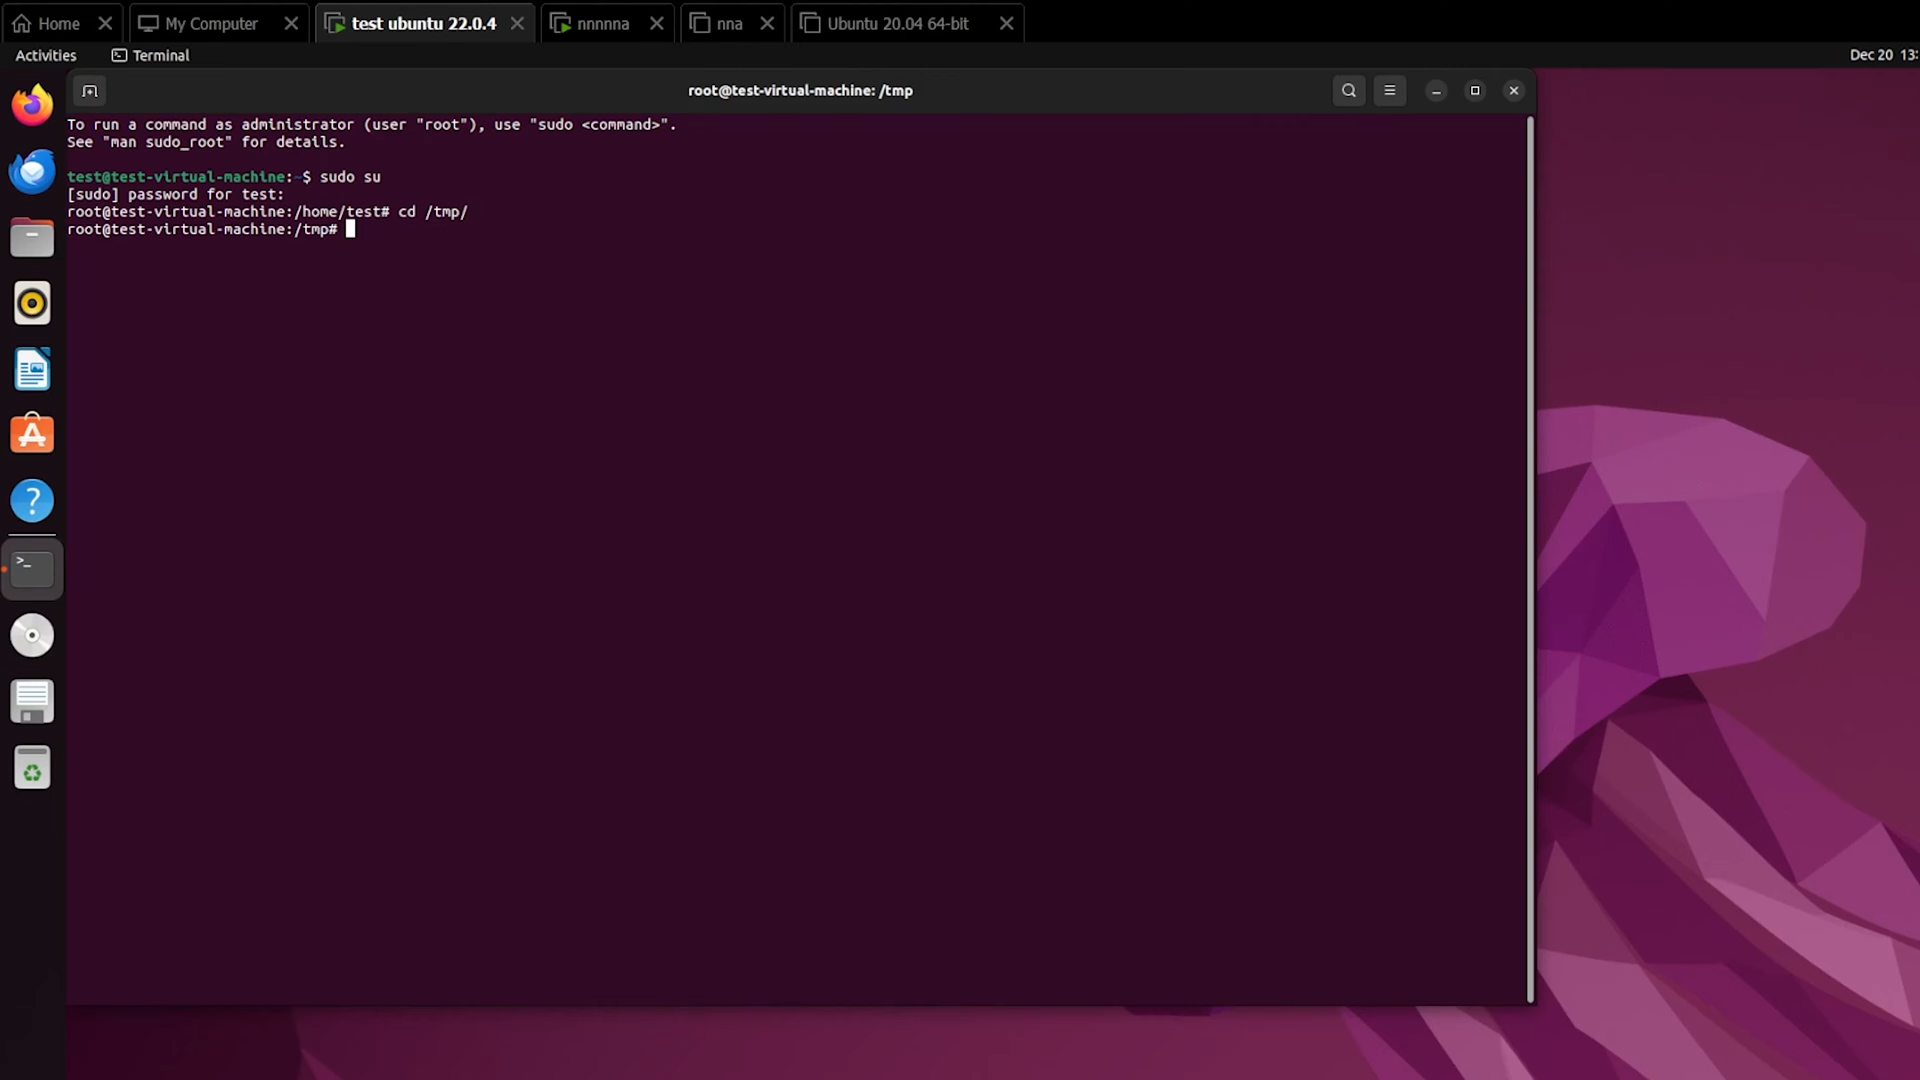 Home
My Computer
test ubuntu 22.0.4
nnnnna
nna
Ubuntu 20.04 64-bit
Activities
Terminal
Dec 20 13:
root@test-virtual-machine: /tmp
To run a command as administrator (user "root"), use "sudo <command>".
See "man sudo_root" for details.
test@test-virtual-machine:~$ sudo su
[sudo] password for test:
root@test-virtual-machine:/home/test# cd /tmp/
root@test-virtual-machine:/tmp#